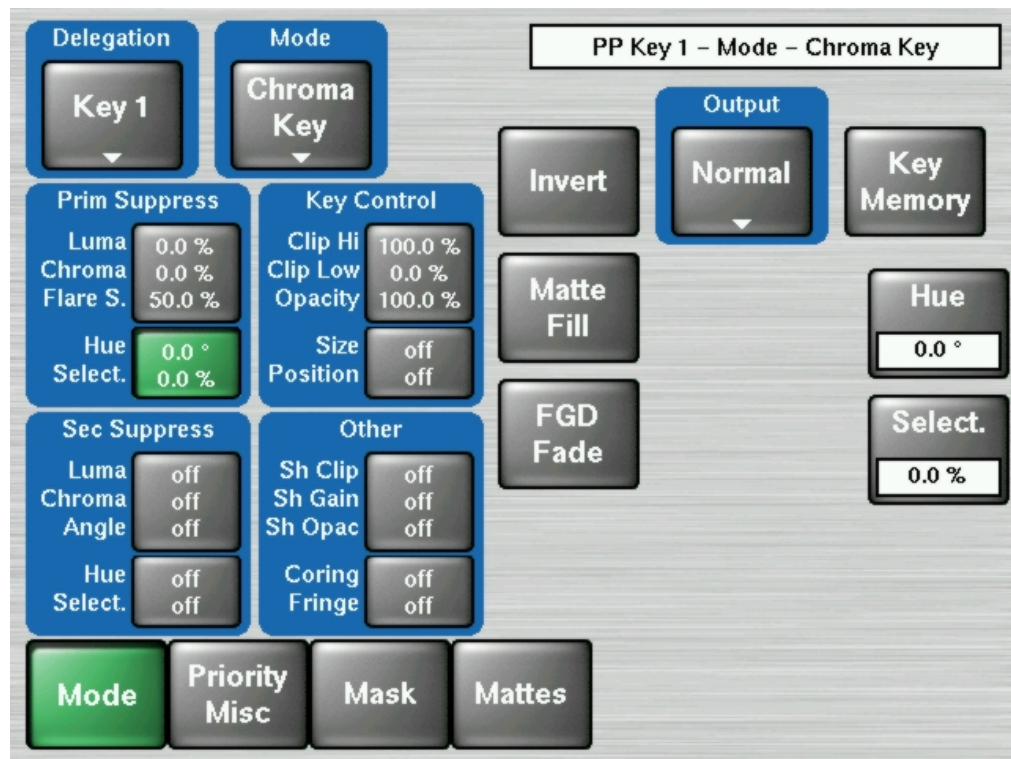 Delegation
Mode
PP Key 1 – Mode – Chroma Key
Key 1
Chroma
Key
Output
Invert
Normal
Key
Memory
Prim Suppress
Luma 0.0 %
Chroma 0.0 %
Flare S. 50.0 %
Hue 0.0 °
Select. 0.0 %
Key Control
Clip Hi 100.0 %
Clip Low 0.0 %
Opacity 100.0 %
Size off
Position off
Matte
Fill
Hue
0.0 °
FGD
Fade
Select.
0.0 %
Sec Suppress
Luma off
Chroma off
Angle off
Hue off
Select. off
Other
Sh Clip off
Sh Gain off
Sh Opac off
Coring off
Fringe off
Mode
Priority
Misc
Mask
Mattes